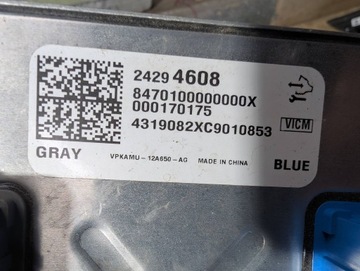 24294608
8470100000000X
000170175
4319082XC9010853
VICM
GRAY
VPKAMU-12A650-AG
MADE IN CHINA
BLUE